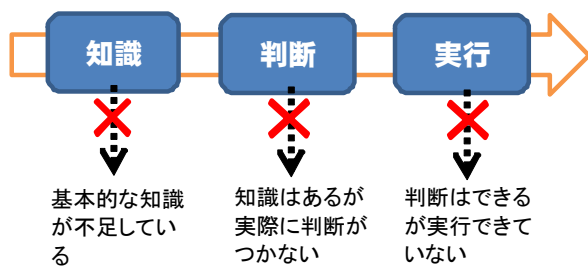 知識
判断
実行
基本的な知識
が不足してい
る
知識はあるが
実際に判断が
つかない
判断はできる
が実行できて
いない